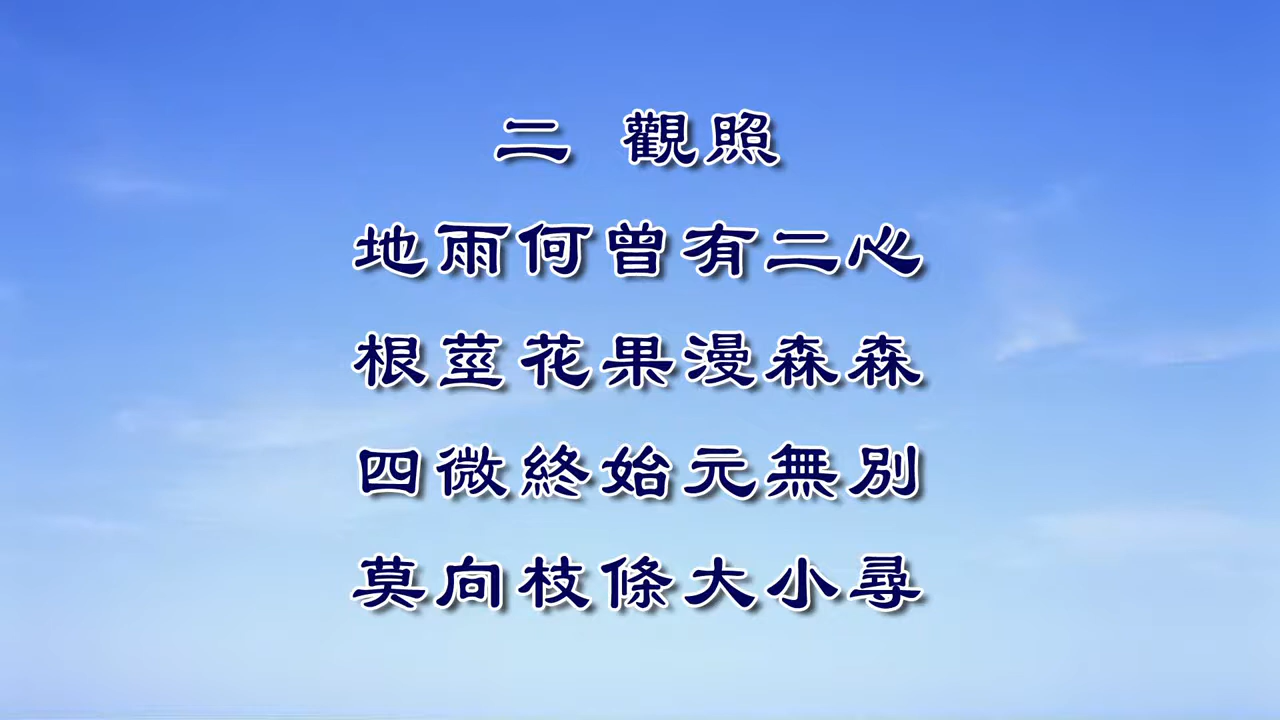 二 觀照
地雨何曾有二心
根莖花果漫森森
四微終始元無別
莫向枝條大小尋